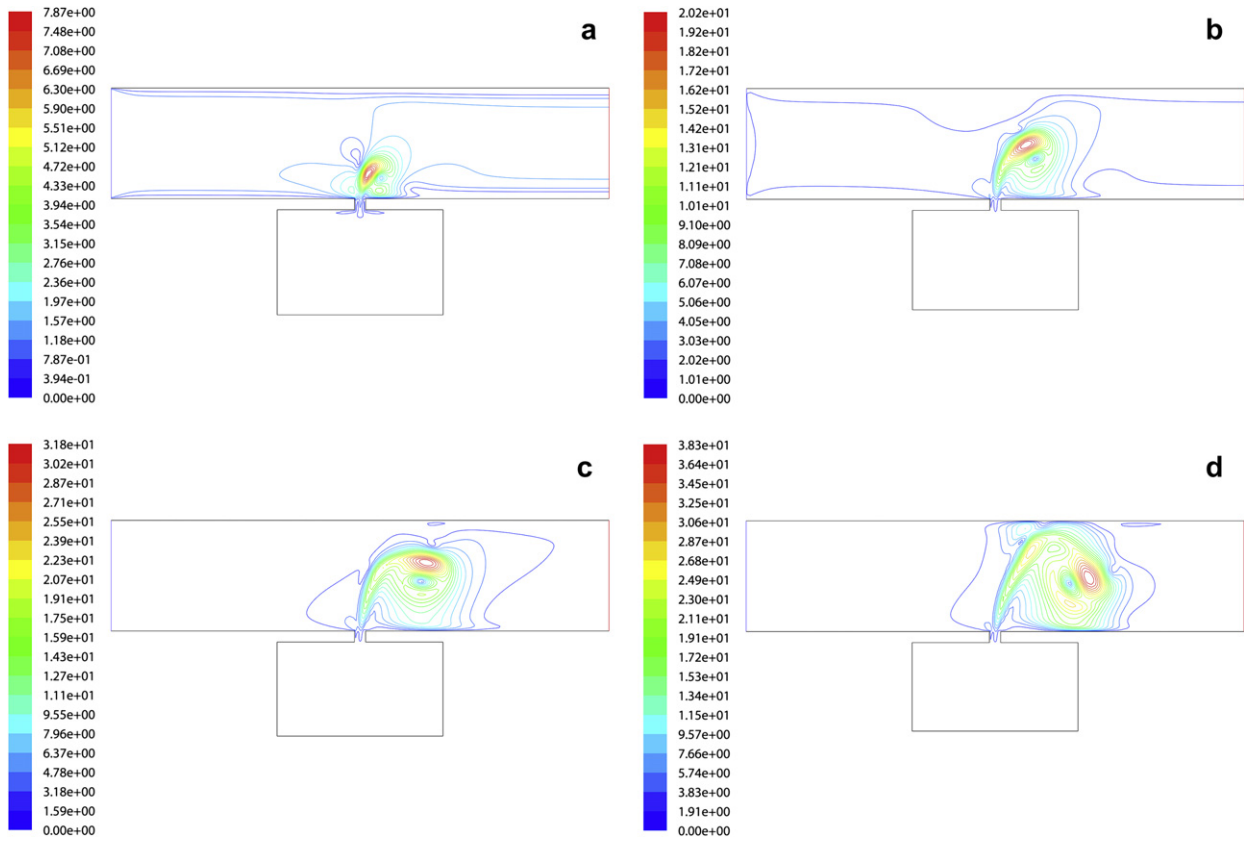 7.87e+00
7.48e+00
7.08e+00
6.69e+00
6.30e+00
5.90e+00
5.51e+00
5.12e+00
4.72e+00
4.33e+00
3.94e+00
3.54e+00
3.15e+00
2.76e+00
2.36e+00
1.97e+00
1.57e+00
1.18e+00
7.87e-01
3.94e-01
0.00e+00
a
2.02e+01
1.92e+01
1.82e+01
1.72e+01
1.62e+01
1.52e+01
1.42e+01
1.31e+01
1.21e+01
1.11e+01
1.01e+01
9.10e+00
8.09e+00
7.08e+00
6.07e+00
5.06e+00
4.05e+00
3.03e+00
2.02e+00
1.01e+00
0.00e+00
b
3.18e+01
3.02e+01
2.87e+01
2.71e+01
2.55e+01
2.39e+01
2.23e+01
2.07e+01
1.91e+01
1.75e+01
1.59e+01
1.43e+01
1.27e+01
1.11e+01
9.55e+00
7.96e+00
6.37e+00
4.78e+00
3.18e+00
1.59e+00
0.00e+00
c
3.83e+01
3.64e+01
3.45e+01
3.25e+01
3.06e+01
2.87e+01
2.68e+01
2.49e+01
2.30e+01
2.11e+01
1.91e+01
1.72e+01
1.53e+01
1.34e+01
1.15e+01
9.57e+00
7.66e+00
5.74e+00
3.83e+00
1.91e+00
0.00e+00
d